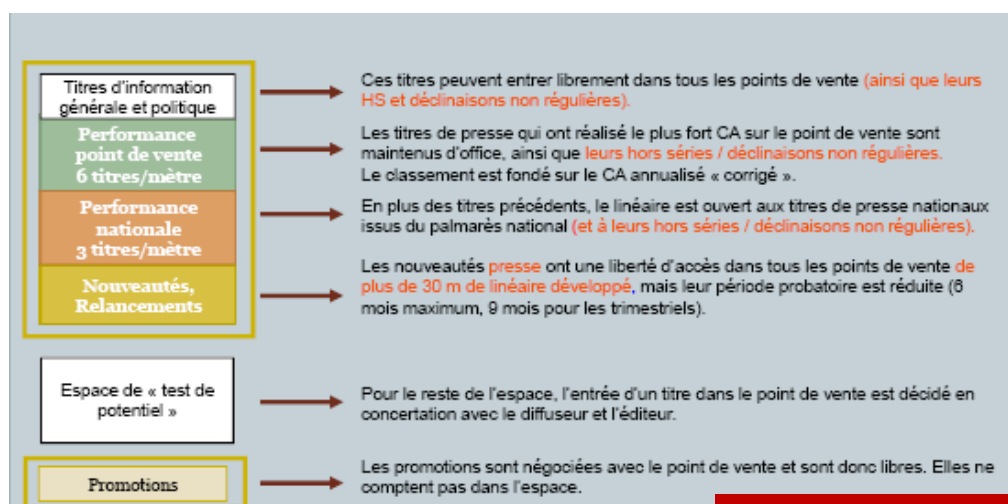 Titres d'information
générale et politique
Ces titres peuvent entrer librement dans tous les points de vente (ainsi que leurs
HS et déclinaisons non régulières).
Performance
point de vente
6 titres/mètre
Les titres de presse qui ont réalisé le plus fort CA sur le point de vente sont
maintenus d'office, ainsi que leurs hors séries / déclinaisons non régulières.
Le classement est fondé sur le CA annualisé « corrigé ».
Performance
nationale
3 titres/mètre
En plus des titres précédents, le linéaire est ouvert aux titres de presse nationaux
issus du palmarès national (et à leurs hors séries / déclinaisons non régulières).
Nouveautés,
Relancements
Les nouveautés presse ont une liberté d'accès dans tous les points de vente de
plus de 30 m de linéaire développé, mais leur période probatoire est réduite (6
mois maximum, 9 mois pour les trimestriels).
Espace de « test de
potentiel »
Pour le reste de l'espace, l'entrée d'un titre dans le point de vente est décidé en
concertation avec le diffuseur et l'éditeur.
Promotions
Les promotions sont négociées avec le point de vente et sont donc libres. Elles ne
comptent pas dans l'espace.